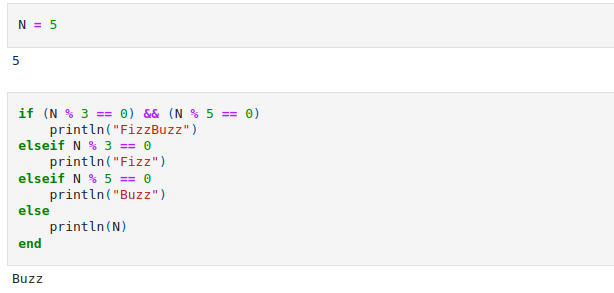 N = 5
5
if (N % 3 == 0) && (N % 5 == 0)
    println("FizzBuzz")
elseif N % 3 == 0
    println("Fizz")
elseif N % 5 == 0
    println("Buzz")
else
    println(N)
end
Buzz